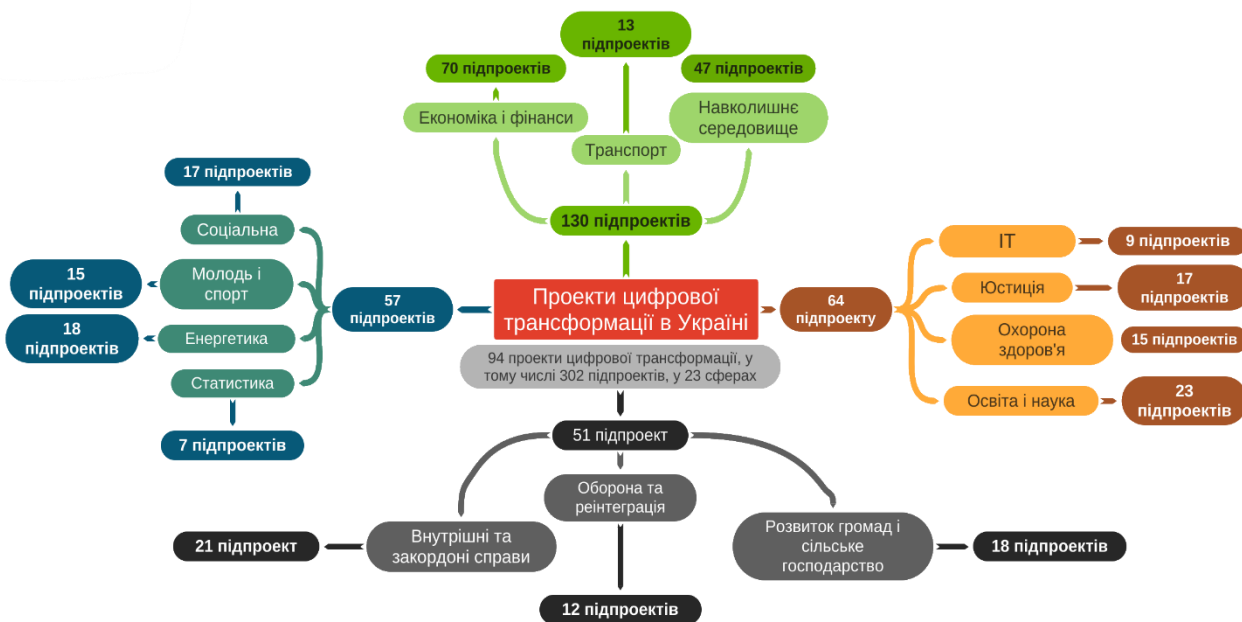 13
підпроектів
70 підпроектів
47 підпроектів
Економіка і фінанси
Транспорт
Навколишнє
середовище
130 підпроектів
17 підпроектів
Соціальна
15
підпроектів
Молодь і
спорт
18
підпроектів
Енергетика
Статистика
7 підпроектів
57
підпроектів
Проекти цифрової
трансформації в Україні
94 проекти цифрової трансформації, у
тому числі 302 підпроектів, у 23 сферах
64
підпроекту
ІТ
9 підпроектів
Юстиція
17
підпроектів
Охорона
здоров'я
15 підпроектів
Освіта і наука
23
підпроектів
51 підпроект
Внутрішні та
закордоні справи
21 підпроект
Оборона та
реінтеграція
12 підпроектів
Розвиток громад і
сільське
господарство
18 підпроектів